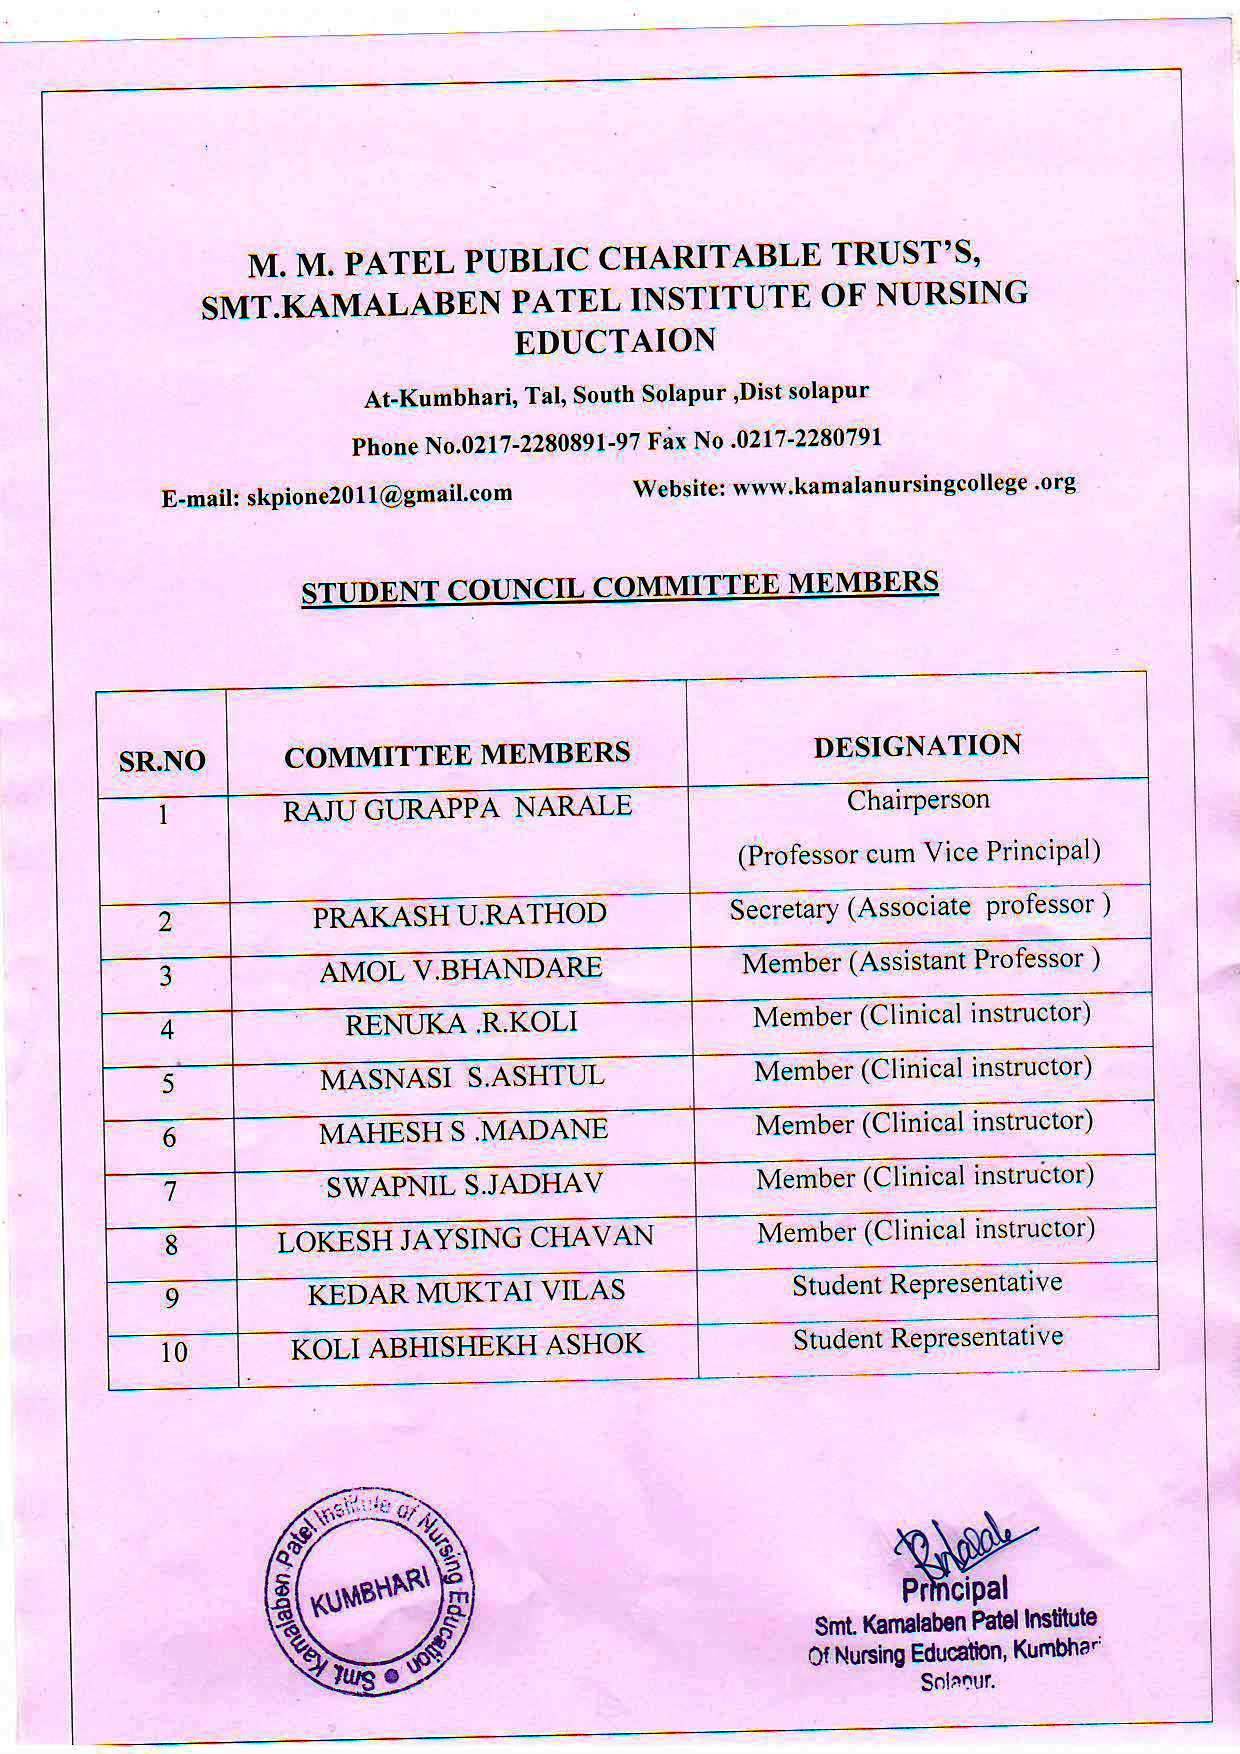 M. M. PATEL PUBLIC CHARITABLE TRUST'S,
SMT.KAMALABEN PATEL INSTITUTE OF NURSING
EDUCTAION
At-Kumbhari, Tal, South Solapur ,Dist solapur
Phone No.0217-2280891-97 Fax No .0217-2280791
E-mail: skpione2011@gmail.com Website: www.kamalanursingcollege .org
STUDENT COUNCIL COMMITTEE MEMBERS
SR.NO COMMITTEE MEMBERS DESIGNATION
1 RAJU GURAPPA NARALE Chairperson
(Professor cum Vice Principal)
2 PRAKASH U.RATHOD Secretary (Associate professor )
3 AMOL V.BHANDARE Member (Assistant Professor )
4 RENUKA .R.KOLI Member (Clinical instructor)
5 MASNASI S.ASHTUL Member (Clinical instructor)
6 MAHESH S .MADANE Member (Clinical instructor)
7 SWAPNIL S.JADHAV Member (Clinical instructor)
8 LOKESH JAYSING CHAVAN Member (Clinical instructor)
9 KEDAR MUKTAI VILAS Student Representative
10 KOLI ABHISHEKH ASHOK Student Representative
Smt. Kamalaben Patel Institute of Nursing Education
KUMBHARI
Principal
Smt. Kamalaben Patel Institute
Of Nursing Education, Kumbhari
Solapur.